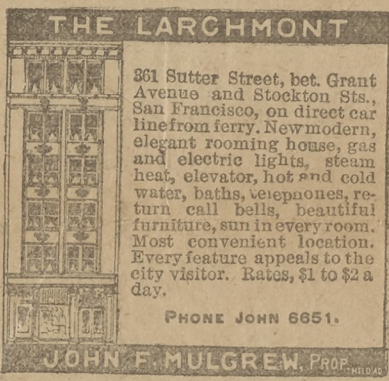 THE LARCHMONT
361 Sutter Street, bet. Grant
Avenue and Stockton Sts.,
San Francisco, on direct car
line from ferry. New modern,
elegant rooming house, gas
and electric lights, steam
heat, elevator, hot and cold
water, baths, telephones, re-
turn call bells, beautiful
furniture, sun in every room.
Most convenient location.
Every feature appeals to the
city visitor. Rates, $1 to $2 a
day.
PHONE JOHN 6651.
JOHN F. MULGREW, PROP.